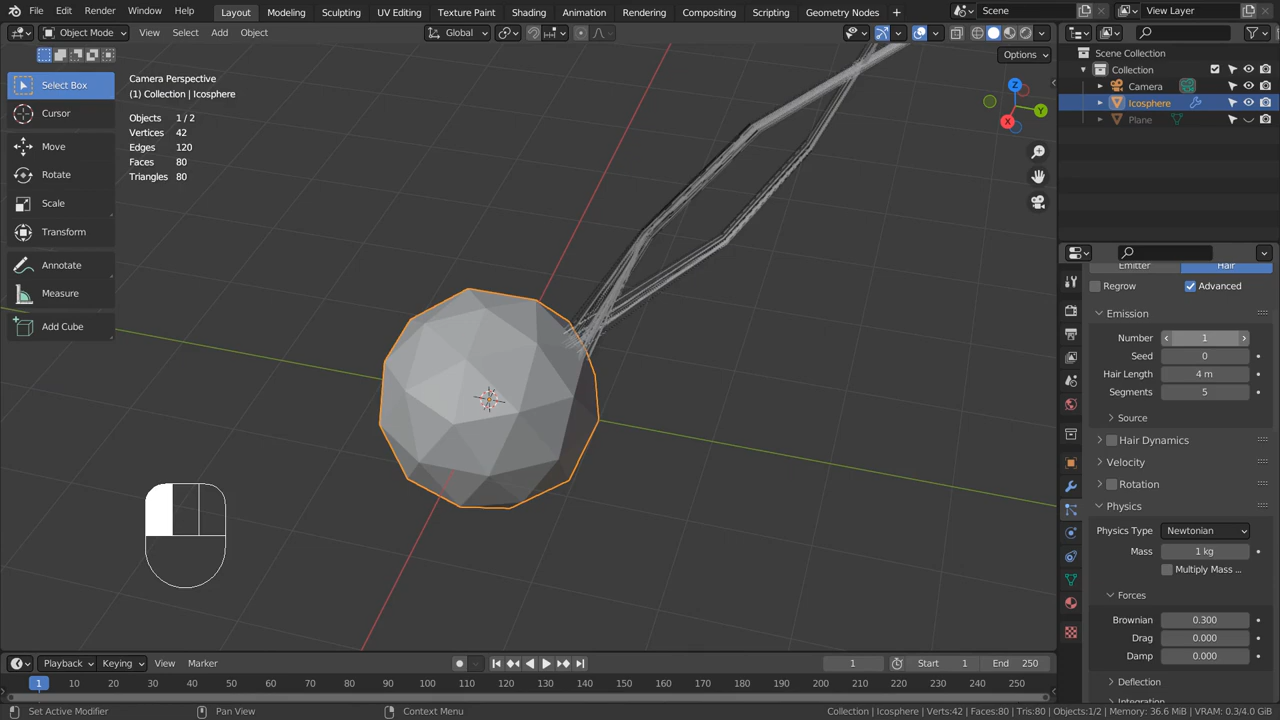 File Edit Render Window Help Layout Modeling Sculpting UV Editing Texture Paint Shading Animation Rendering Compositing Scripting Geometry Nodes + Scene View Layer
Object Mode View Select Add Object Global Options
Select Box
Cursor
Move
Rotate
Scale
Transform
Annotate
Measure
Add Cube
Camera Perspective
(1) Collection | Icosphere
Objects 1 / 2
Vertices 42
Edges 120
Faces 80
Triangles 80
Z
Y
X
Scene Collection
Collection
Camera
Icosphere
Plane
Emitter Hair
Regrow Advanced
Emission
Number 1
Seed 0
Hair Length 4 m
Segments 5
Source
Hair Dynamics
Velocity
Rotation
Physics
Physics Type Newtonian
Mass 1 kg
Multiply Mass ...
Forces
Brownian 0.300
Drag 0.000
Damp 0.000
Deflection
Integration
Playback Keying View Marker 1 Start 1 End 250
1 10 20 30 40 50 60 70 80 90 100 110 120 130 140 150 160 170 180 190 200 210 220 230 240 250
Set Active Modifier Pan View Context Menu Collection | Icosphere | Verts:42 | Faces:80 | Tris:80 | Objects:1/2 | Memory: 36.6 MiB | VRAM: 0.3/4.0 GiB